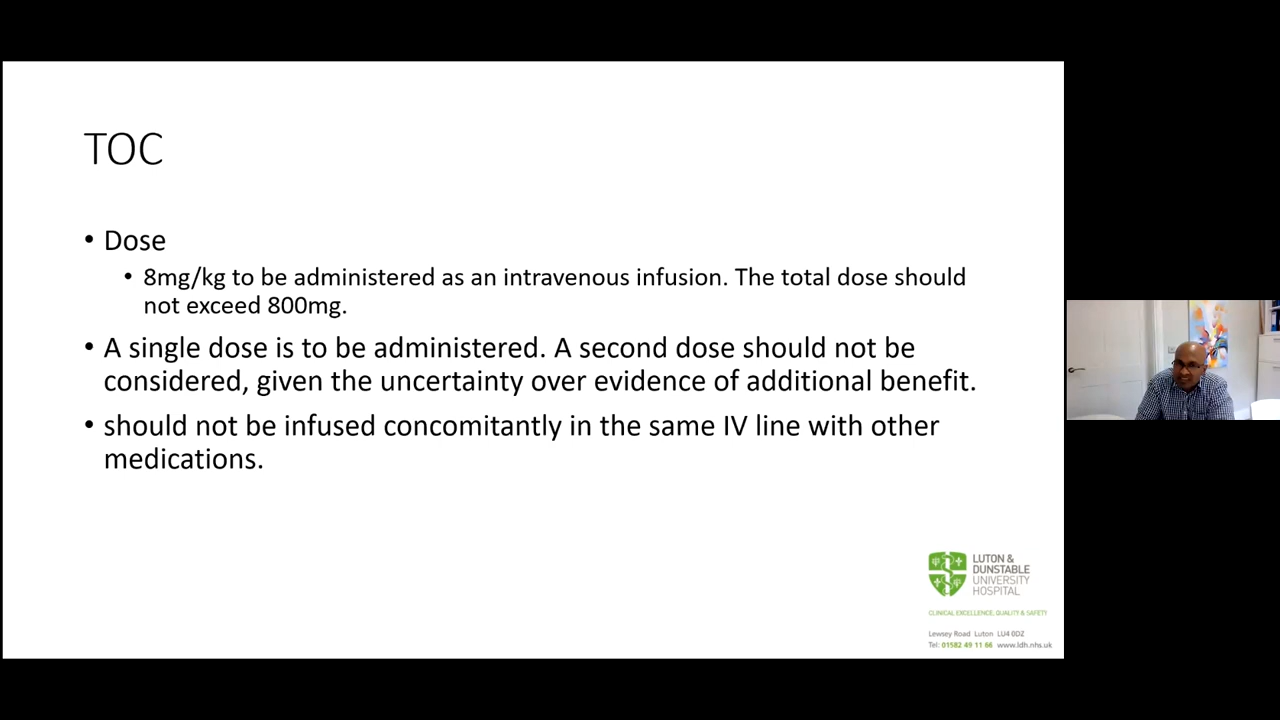 TOC
• Dose
• 8mg/kg to be administered as an intravenous infusion. The total dose should
not exceed 800mg.
• A single dose is to be administered. A second dose should not be
considered, given the uncertainty over evidence of additional benefit.
• should not be infused concomitantly in the same IV line with other
medications.
LUTON &
DUNSTABLE
UNIVERSITY
HOSPITAL
CLINICAL EXCELLENCE, QUALITY & SAFETY
Lewsey Road Luton LU4 0DZ
Tel: 01582 49 11 66 www.ldh.nhs.uk